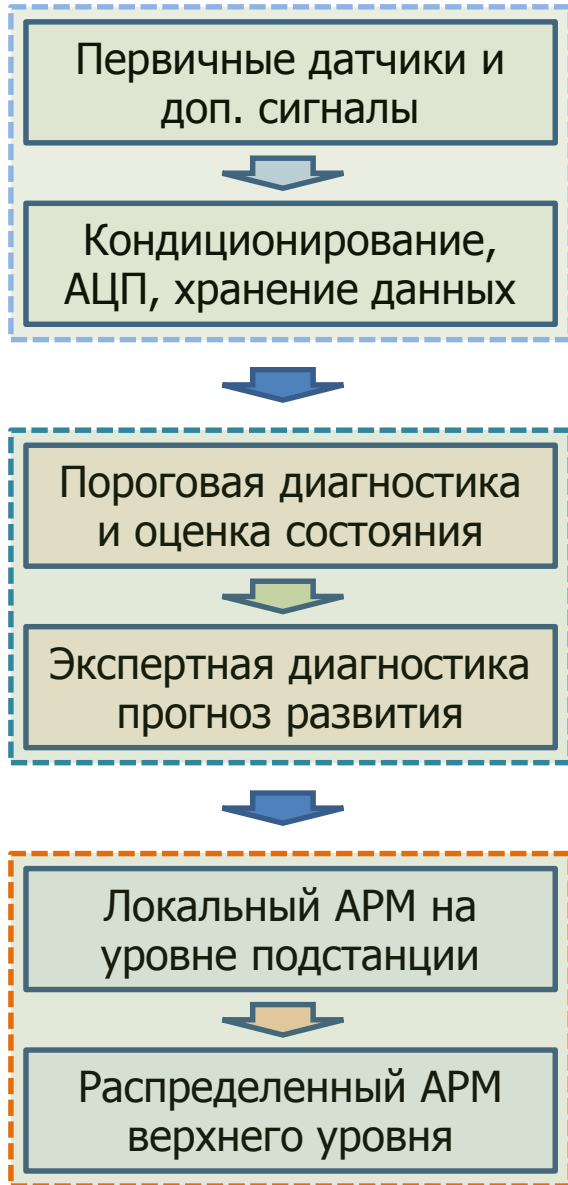 Первичные датчики и
доп. сигналы
Кондиционирование,
АЦП, хранение данных
Пороговая диагностика
и оценка состояния
Экспертная диагностика
прогноз развития
Локальный АРМ на
уровне подстанции
Распределенный АРМ
верхнего уровня